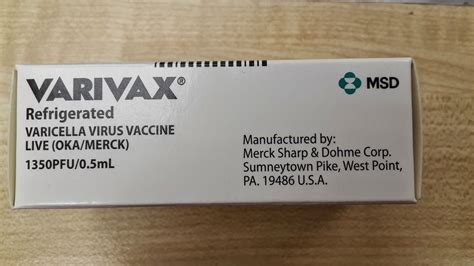 VARIVAX®
Refrigerated
VARICELLA VIRUS VACCINE
LIVE (OKA/MERCK)
1350PFU/0.5mL
MSD
Manufactured by:
Merck Sharp & Dohme Corp.
Sumneytown Pike, West Point,
PA. 19486 U.S.A.